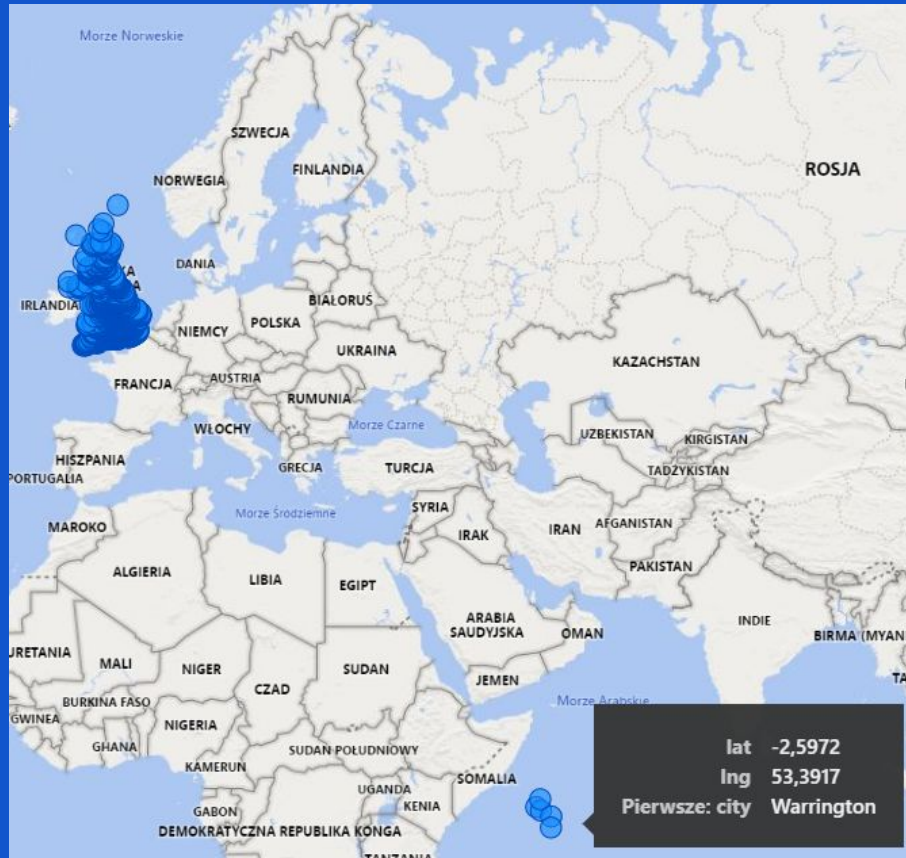 Morze Norweskie
SZWECJA
FINLANDIA
ROSJA
NORWEGIA
DANIA
IRLANDIA
BIAŁORUŚ
NIEMCY
POLSKA
UKRAINA
KAZACHSTAN
FRANCJA
AUSTRIA
RUMUNIA
Morze Czarne
WŁOCHY
UZBEKISTAN
KIRGISTAN
HISZPANIA
GRECJA
TURCJA
TADŻYKISTAN
PORTUGALIA
SYRIA
Morze Śródziemne
MAROKO
IRAK
IRAN
AFGANISTAN
PAKISTAN
ALGIERIA
LIBIA
EGIPT
ARABIA
SAUDYJSKA
OMAN
INDIE
BIRMA (MYAN
URETANIA
MALI
NIGER
CZAD
SUDAN
JEMEN
Morze Arabskie
BURKINA FASO
GWINEA
NIGERIA
GHANA
SUDAN POŁUDNIOWY
KAMERUN
SOMALIA
UGANDA
KENIA
GABON
DEMOKRATYCZNA REPUBLIKA KONGA
TANZANIA
lat -2,5972
lng 53,3917
Pierwsze: city Warrington